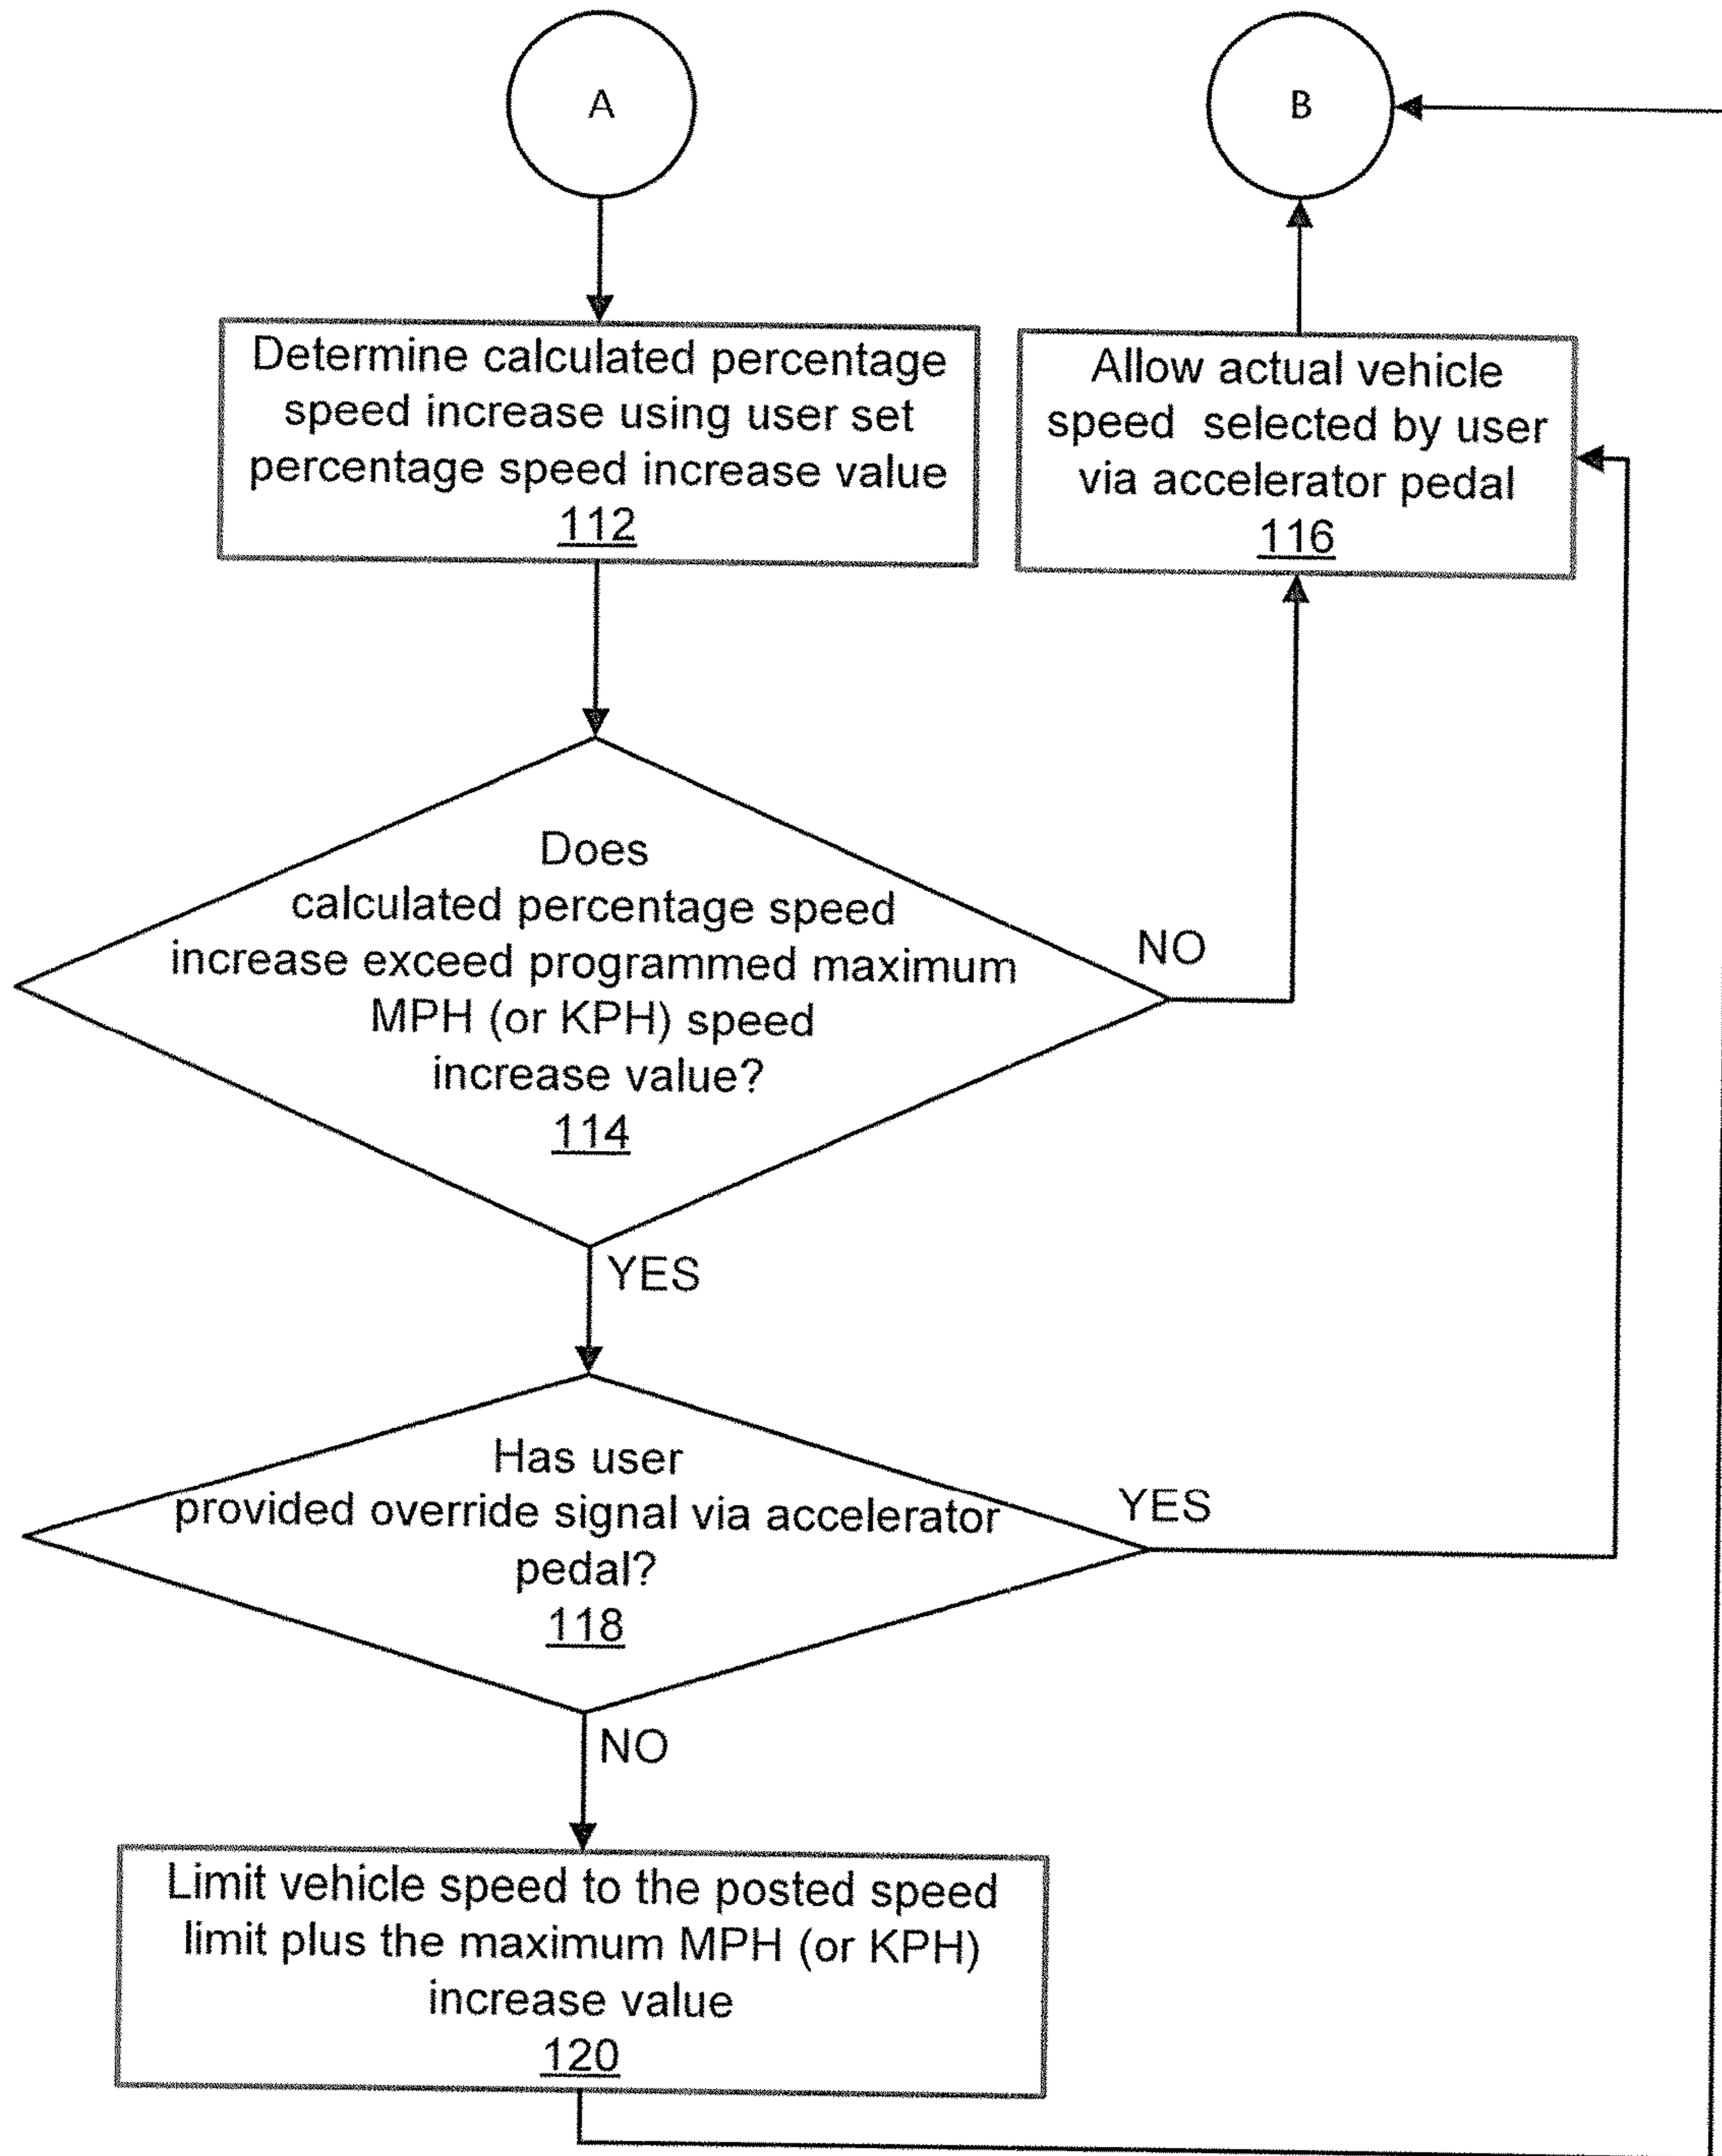 A
B
Determine calculated percentage
speed increase using user set
percentage speed increase value
112
Allow actual vehicle
speed selected by user
via accelerator pedal
116
Does
calculated percentage speed
increase exceed programmed maximum
MPH (or KPH) speed
increase value?
114
NO
YES
Has user
provided override signal via accelerator
pedal?
118
YES
NO
Limit vehicle speed to the posted speed
limit plus the maximum MPH (or KPH)
increase value
120